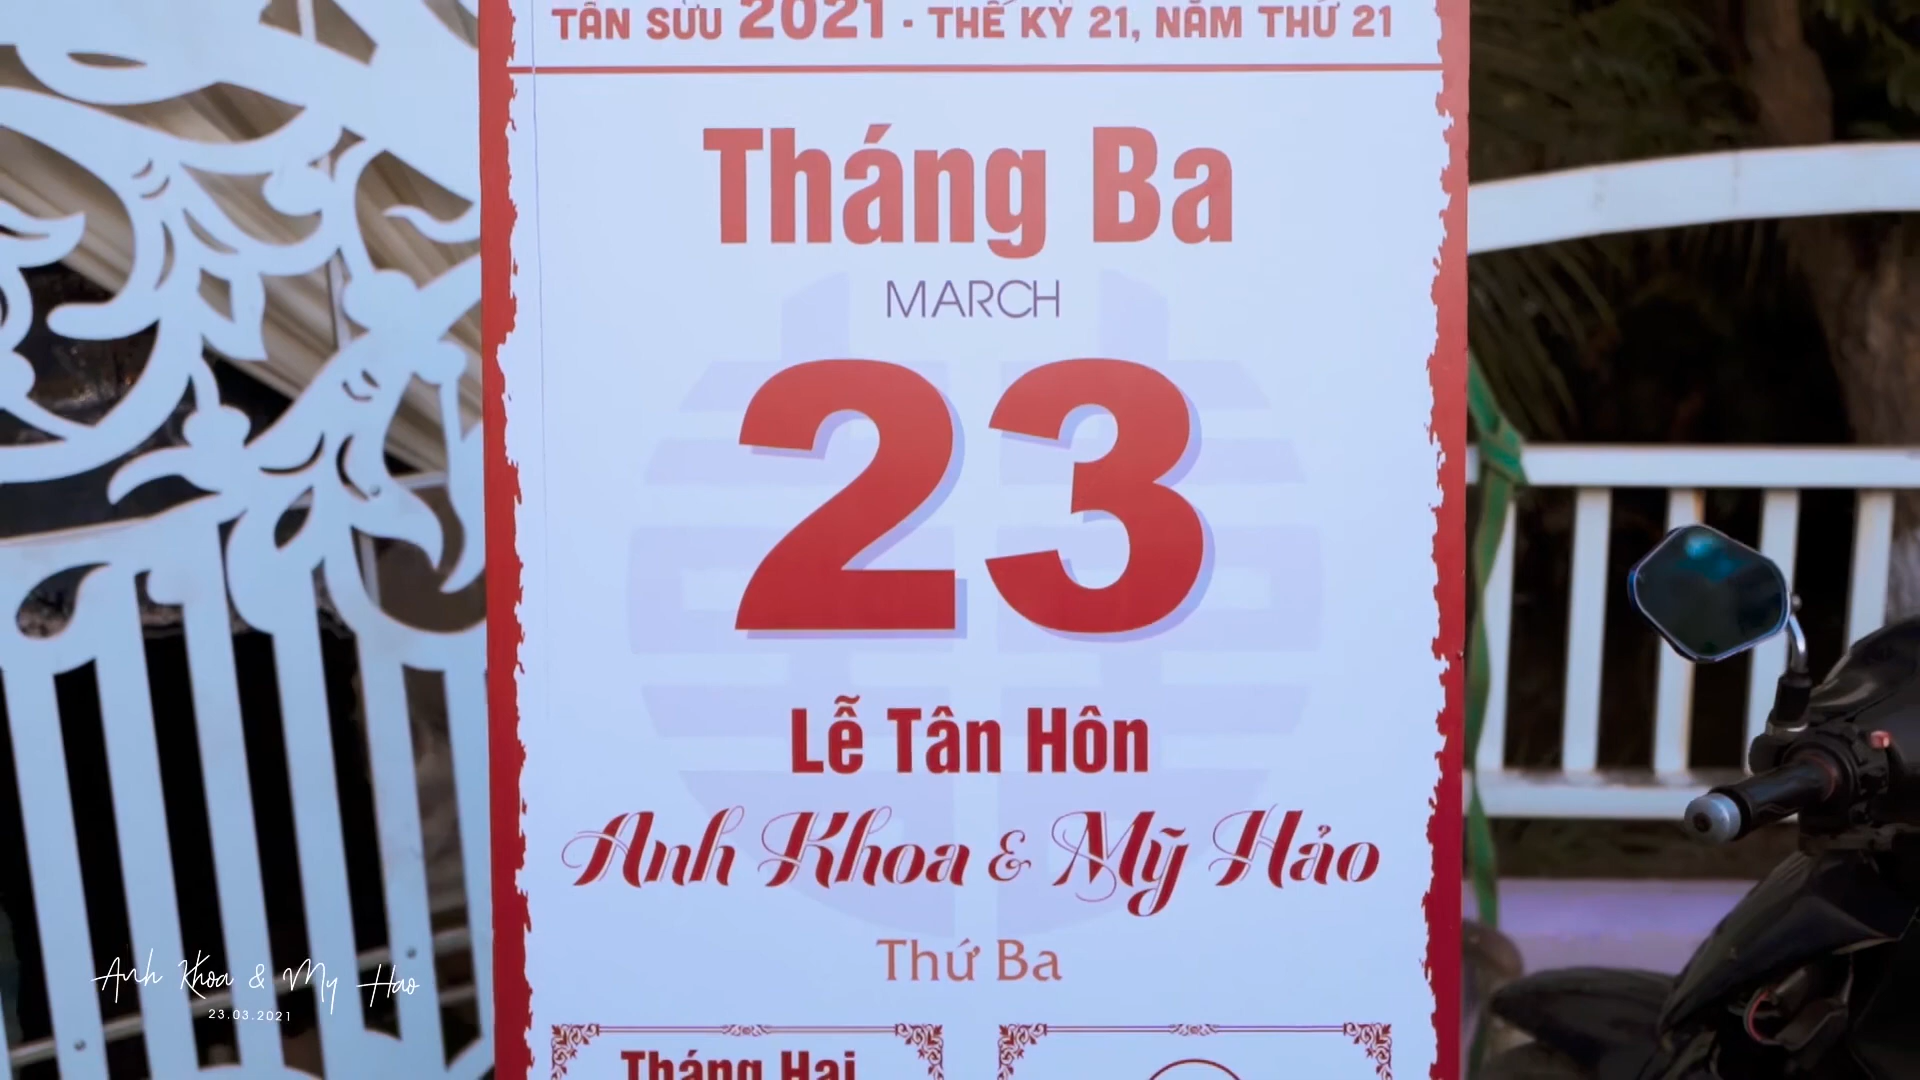 TÂN SỬU 2021 - THẾ KỶ 21, NĂM THỨ 21
Tháng Ba
MARCH
23
Lễ Tân Hôn
Anh Khoa & Mỹ Hảo
Thứ Ba
Tháng Hai
Anh Khoa & My Hao
23.03.2021